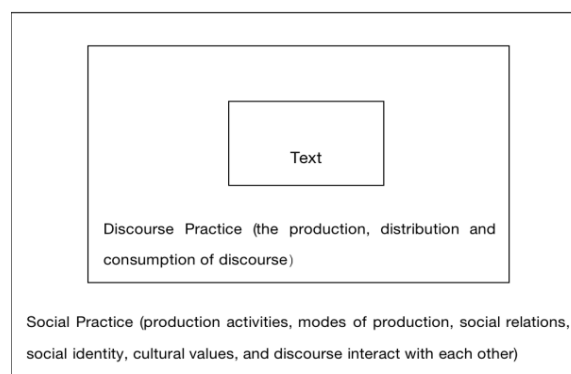 Text
Discourse Practice (the production, distribution and
consumption of discourse)
Social Practice (production activities, modes of production, social relations,
social identity, cultural values, and discourse interact with each other)